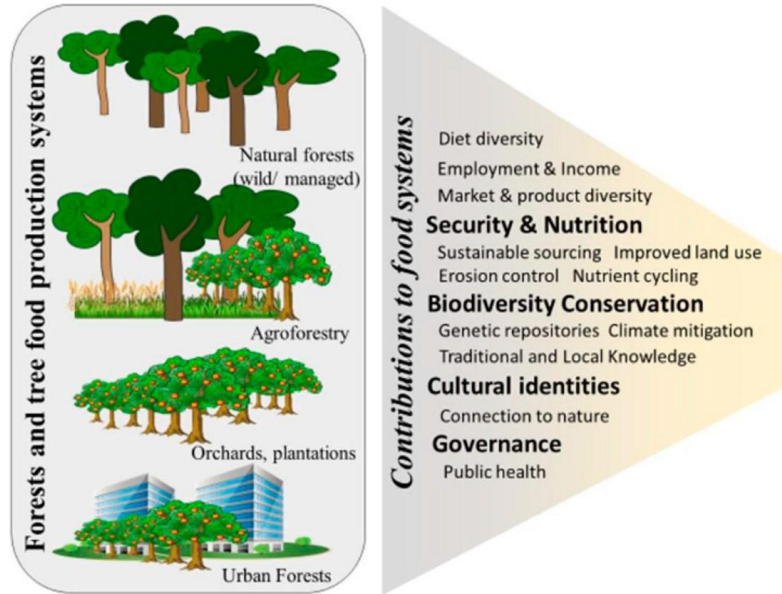 Forests and tree food production systems
Natural forests
(wild/ managed)
Agroforestry
Orchards, plantations
Urban Forests
Contributions to food systems
Diet diversity
Employment & Income
Market & product diversity
Security & Nutrition
Sustainable sourcing Improved land use
Erosion control Nutrient cycling
Biodiversity Conservation
Genetic repositories Climate mitigation
Traditional and Local Knowledge
Cultural identities
Connection to nature
Governance
Public health